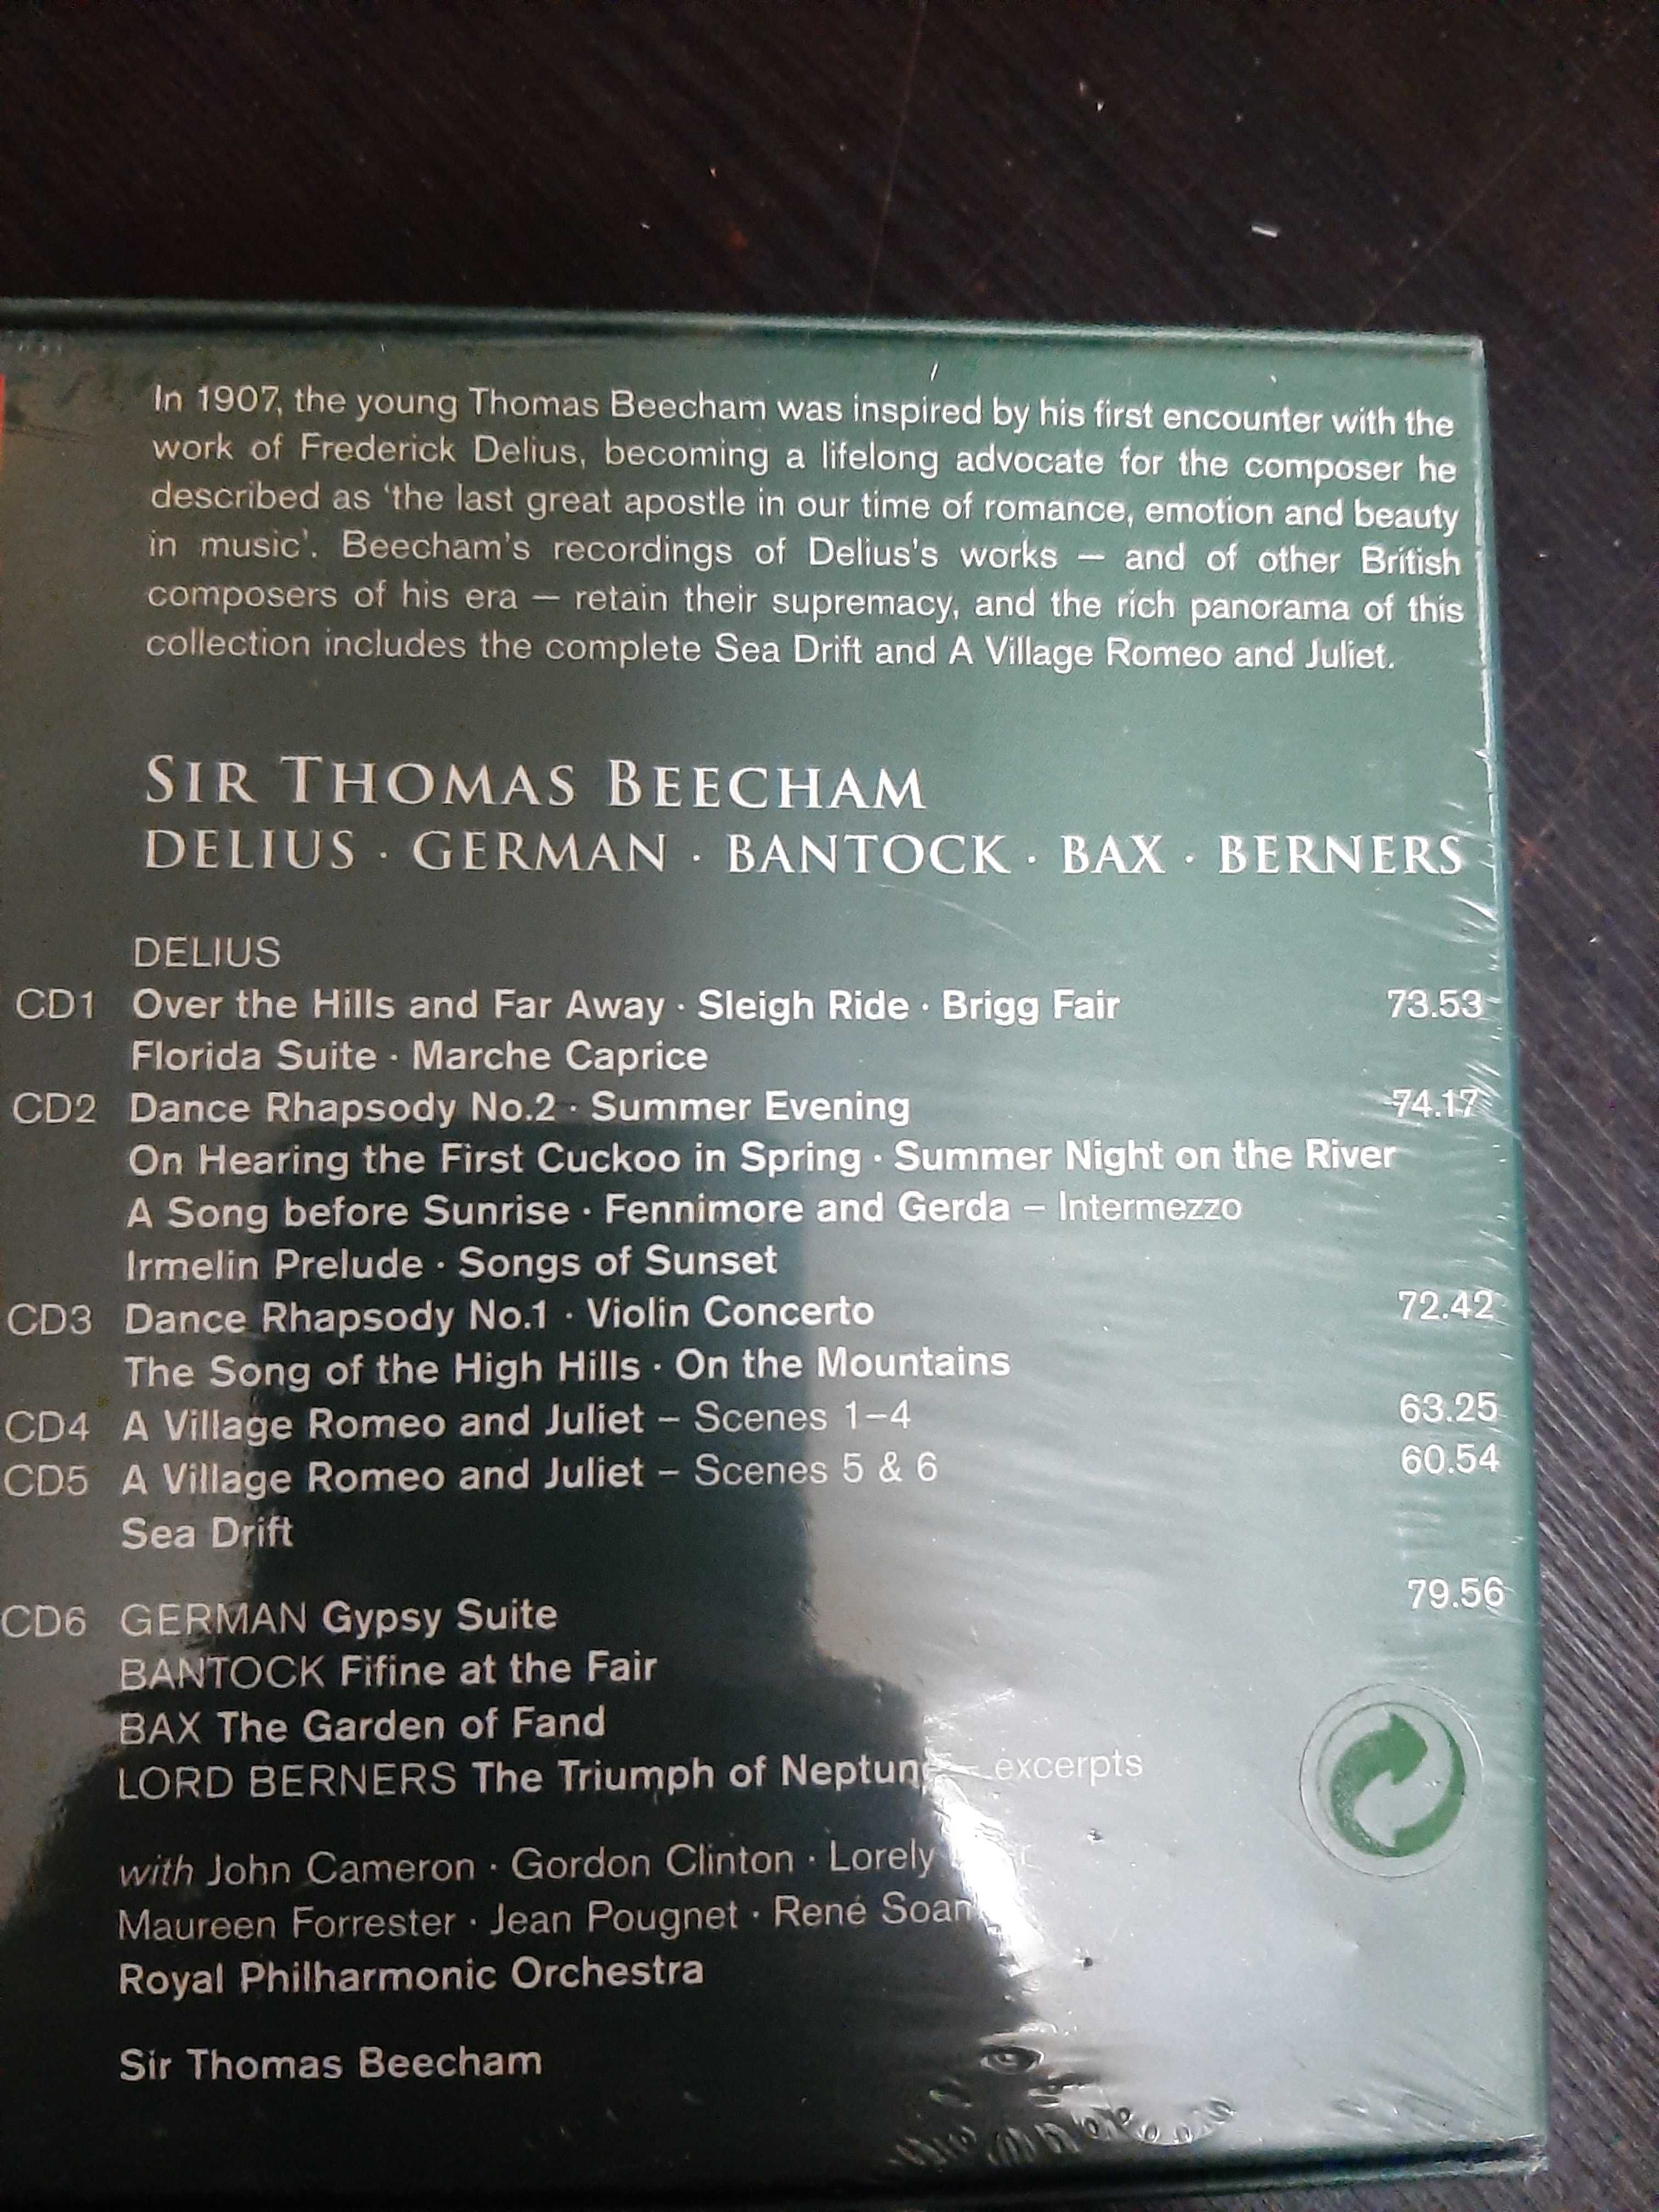 In 1907, the young Thomas Beecham was inspired by his first encounter with the
work of Frederick Delius, becoming a lifelong advocate for the composer he
described as ‘the last great apostle in our time of romance, emotion and beauty
in music’. Beecham's recordings of Delius's works – and of other British
composers of his era – retain their supremacy, and the rich panorama of this
collection includes the complete Sea Drift and A Village Romeo and Juliet.
SIR THOMAS BEECHAM
DELIUS · GERMAN · BANTOCK · BAX · BERNERS
DELIUS
CD1 Over the Hills and Far Away · Sleigh Ride · Brigg Fair 73.53
Florida Suite · Marche Caprice
CD2 Dance Rhapsody No.2 · Summer Evening 74.17
On Hearing the First Cuckoo in Spring · Summer Night on the River
A Song before Sunrise · Fennimore and Gerda – Intermezzo
Irmelin Prelude · Songs of Sunset
CD3 Dance Rhapsody No.1 · Violin Concerto 72.42
The Song of the High Hills · On the Mountains
CD4 A Village Romeo and Juliet – Scenes 1–4 63.25
CD5 A Village Romeo and Juliet – Scenes 5 & 6 60.54
Sea Drift
CD6 GERMAN Gypsy Suite 79.56
BANTOCK Fifine at the Fair
BAX The Garden of Fand
LORD BERNERS The Triumph of Neptune – excerpts
with John Cameron · Gordon Clinton · Lorely
Maureen Forrester · Jean Pougnet · René
Royal Philharmonic Orchestra
Sir Thomas Beecham